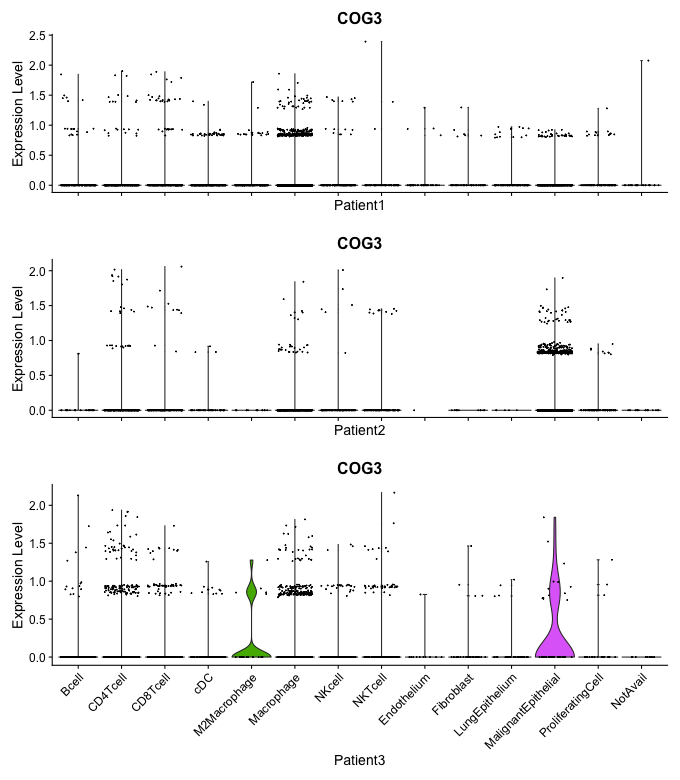 COG3
Expression Level
2.5
2.0
1.5
1.0
0.5
0.0
Patient1
COG3
Expression Level
2.0
1.5
1.0
0.5
0.0
Patient2
COG3
Expression Level
2.0
1.5
1.0
0.5
0.0
Bcell
CD4Tcell
CD8Tcell
cDC
M2Macrophage
Macrophage
NKcell
NKTcell
Endothelium
Fibroblast
LungEpithelium
MalignantEpithelial
ProliferatingCell
NotAvail
Patient3